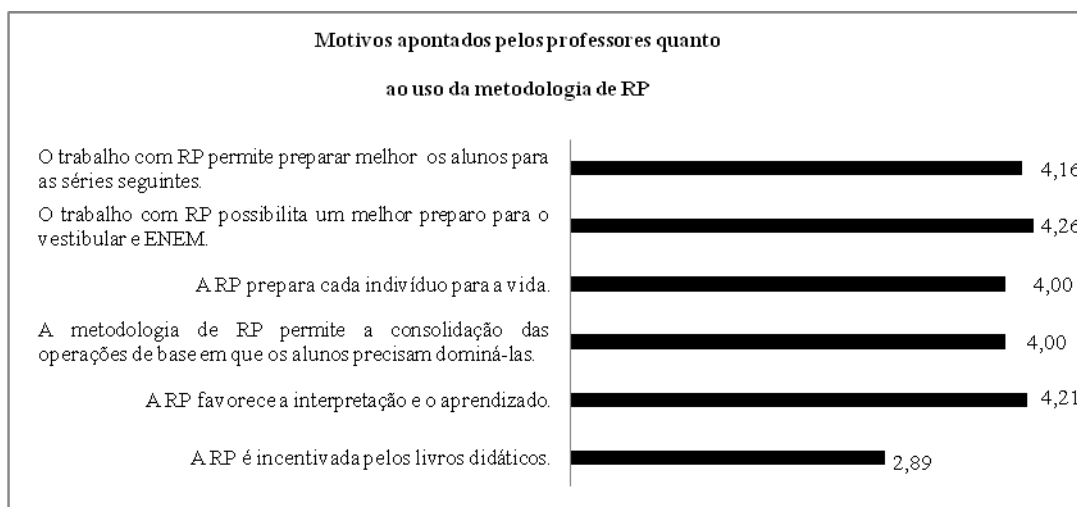 Motivos apontados pelos professores quanto
ao uso da metodologia de RP
O trabalho com RP permite preparar melhor os alunos para
as séries seguintes.
4,16
O trabalho com RP possibilita um melhor preparo para o
vestibular e ENEM.
4,26
A RP prepara cada indivíduo para a vida.
4,00
A metodologia de RP permite a consolidação das
operações de base em que os alunos precisam dominá-las.
4,00
A RP favorece a interpretação e o aprendizado.
4,21
A RP é incentivada pelos livros didáticos.
2,89